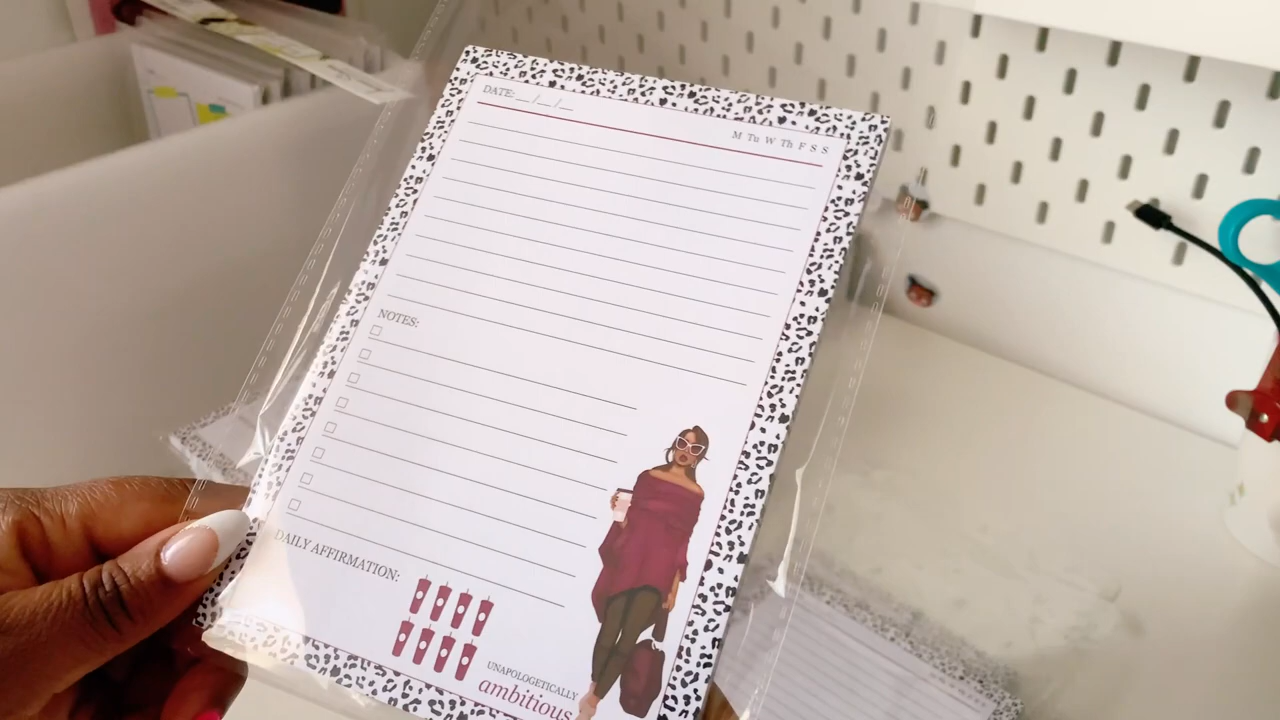 DATE:__/__/__
M Tu W Th F S S
NOTES:
DAILY AFFIRMATION:
UNAPOLOGETICALLY
ambitious